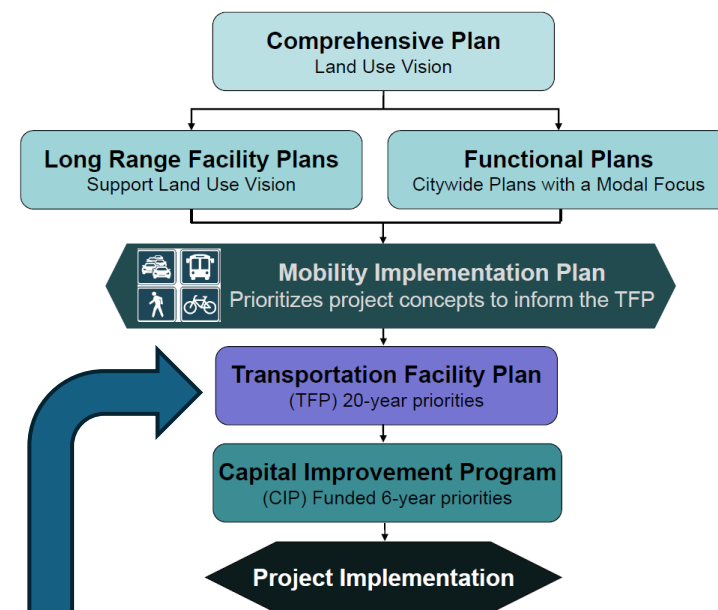 Comprehensive Plan
Land Use Vision
Long Range Facility Plans
Support Land Use Vision
Functional Plans
Citywide Plans with a Modal Focus
Mobility Implementation Plan
Prioritizes project concepts to inform the TFP
Transportation Facility Plan
(TFP) 20-year priorities
Capital Improvement Program
(CIP) Funded 6-year priorities
Project Implementation